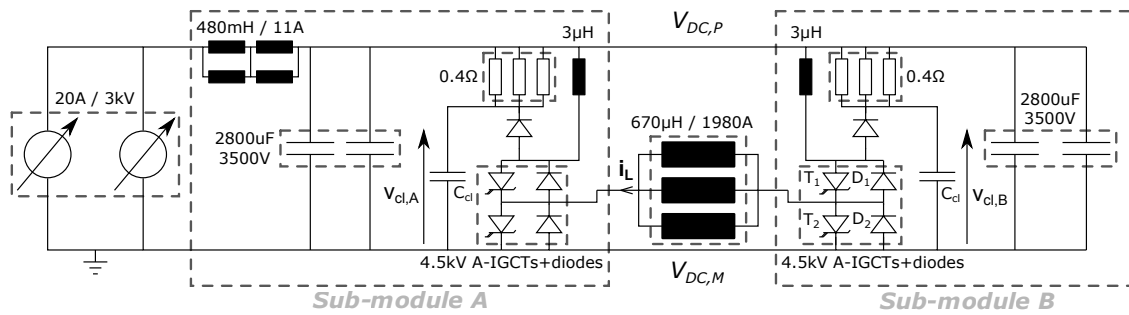 480mH / 11A
3µH
V_DC,P
3µH
0.4Ω
0.4Ω
20A / 3kV
2800uF
3500V
670µH / 1980A
2800uF
3500V
v_cl,A
C_cl
i_L
T_1
D_1
T_2
D_2
C_cl
v_cl,B
4.5kV A-IGCTs+diodes
V_DC,M
4.5kV A-IGCTs+diodes
Sub-module A
Sub-module B